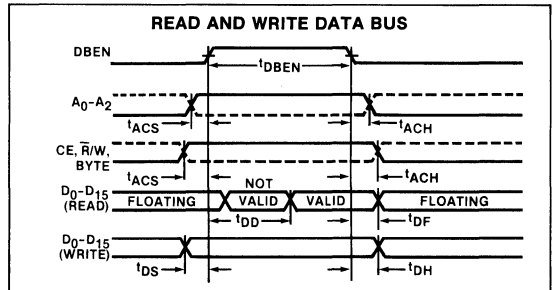 READ AND WRITE DATA BUS
DBEN
tDBEN
A0-A2
tACS
tACH
CE, R̅/W,
BYTE
tACS
tACH
D0-D15
(READ)
FLOATING
NOT
VALID
VALID
FLOATING
tDD
tDF
D0-D15
(WRITE)
tDS
tDH